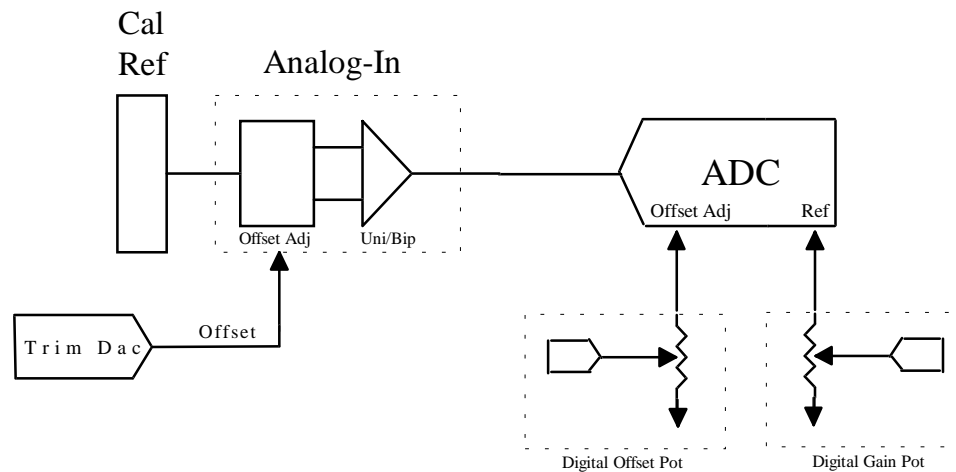 Cal
Ref
Analog-In
ADC
Offset Adj
Ref
Offset Adj
Uni/Bip
Offset
Trim Dac
Digital Offset Pot
Digital Gain Pot